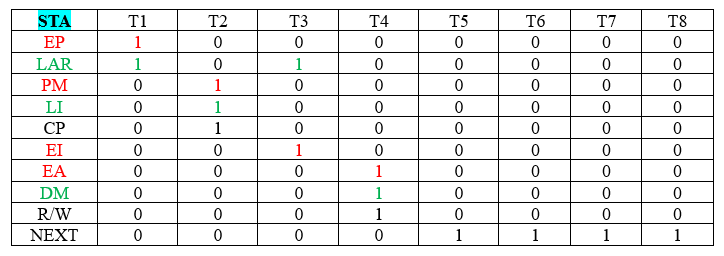 STA T1 T2 T3 T4 T5 T6 T7 T8
EP 1 0 0 0 0 0 0 0
LAR 1 0 1 0 0 0 0 0
PM 0 1 0 0 0 0 0 0
LI 0 1 0 0 0 0 0 0
CP 0 1 0 0 0 0 0 0
EI 0 0 1 0 0 0 0 0
EA 0 0 0 1 0 0 0 0
DM 0 0 0 1 0 0 0 0
R/W 0 0 0 1 0 0 0 0
NEXT 0 0 0 0 1 1 1 1